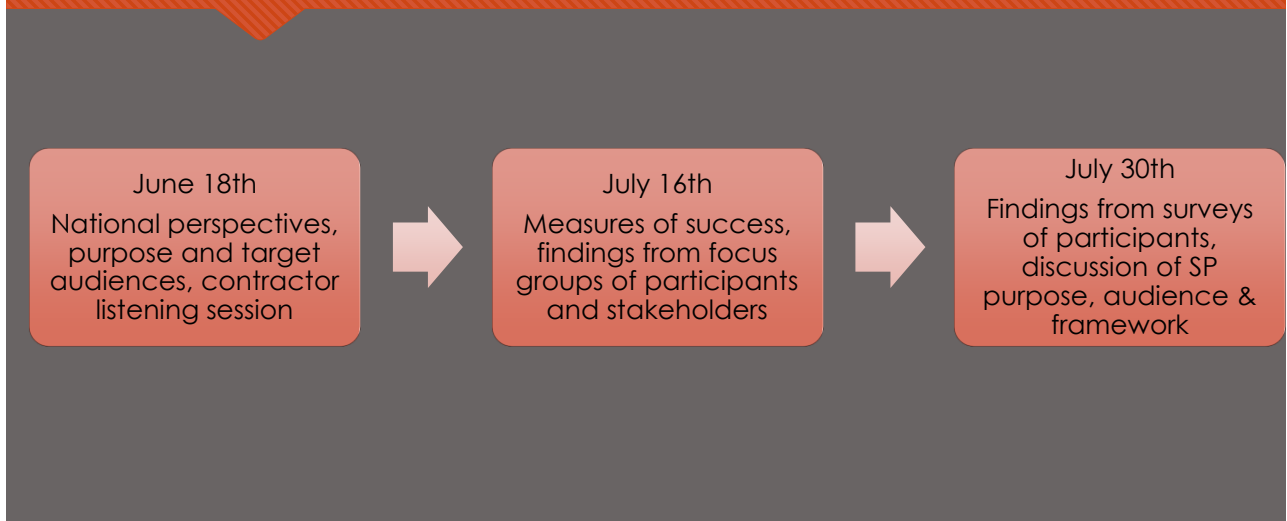 June 18th
National perspectives,
purpose and target
audiences, contractor
listening session
July 16th
Measures of success,
findings from focus
groups of participants
and stakeholders
July 30th
Findings from surveys
of participants,
discussion of SP
purpose, audience &
framework